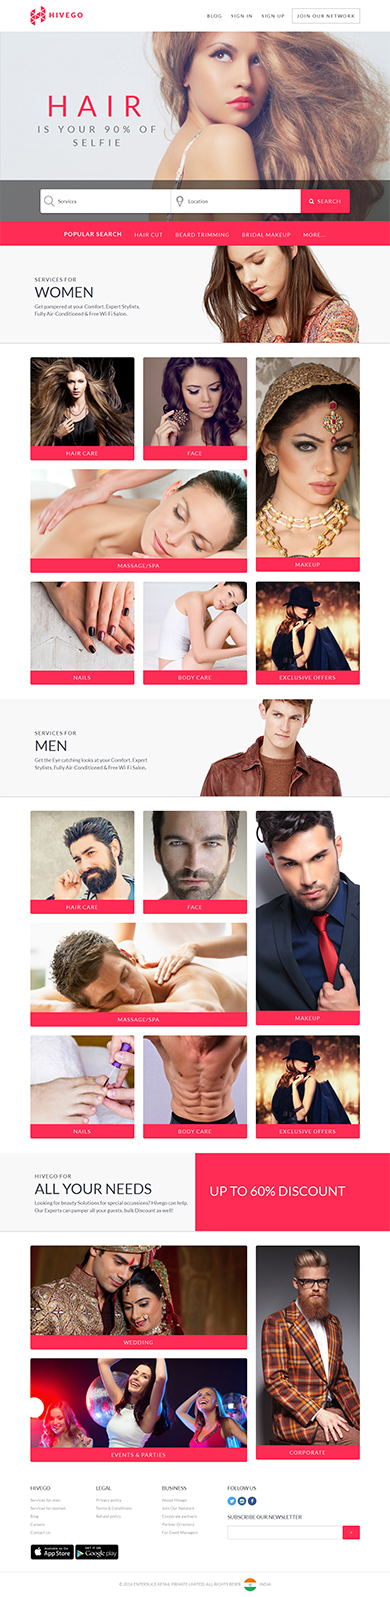 HIVEGO
BLOG SIGN IN SIGN UP JOIN OUR NETWORK
HAIR
IS YOUR 90% OF
SELFIE
Services Location SEARCH
POPULAR SEARCH HAIR CUT BEARD TRIMMING BRIDAL MAKEUP MORE...
SERVICES FOR
WOMEN
Get pampered at your Comfort. Expert Stylists,
Fully Air-Conditioned & Free Wi-Fi Salon.
HAIR CARE FACE
MASSAGE/SPA MAKEUP
NAILS BODY CARE EXCLUSIVE OFFERS
SERVICES FOR
MEN
Get the Eye catching looks at your Comfort. Expert
Stylists, Fully Air-Conditioned & Free Wi-Fi Salon.
HAIR CARE FACE
MASSAGE/SPA MAKEUP
NAILS BODY CARE EXCLUSIVE OFFERS
HIVEGO FOR
ALL YOUR NEEDS
Looking for beauty Solutions for special occassions? Hivego can help.
Our Experts can pamper all your guests, bulk Discount as well!
UP TO 60% DISCOUNT
WEDDING
EVENTS & PARTIES CORPORATE
HIVEGO LEGAL BUSINESS FOLLOW US
Services for men Privacy policy About Hivego
Services for women Terms & Conditions Join Our Network
Blog Refund policy Corporate partners
Careers Partner Directory
Contact Us For Event Managers
SUBSCRIBE OUR NEWSLETTER
Available on the App Store GET IT ON Google play
RETAIL PRIVATE LIMITED. ALL RIGHTS INDIA